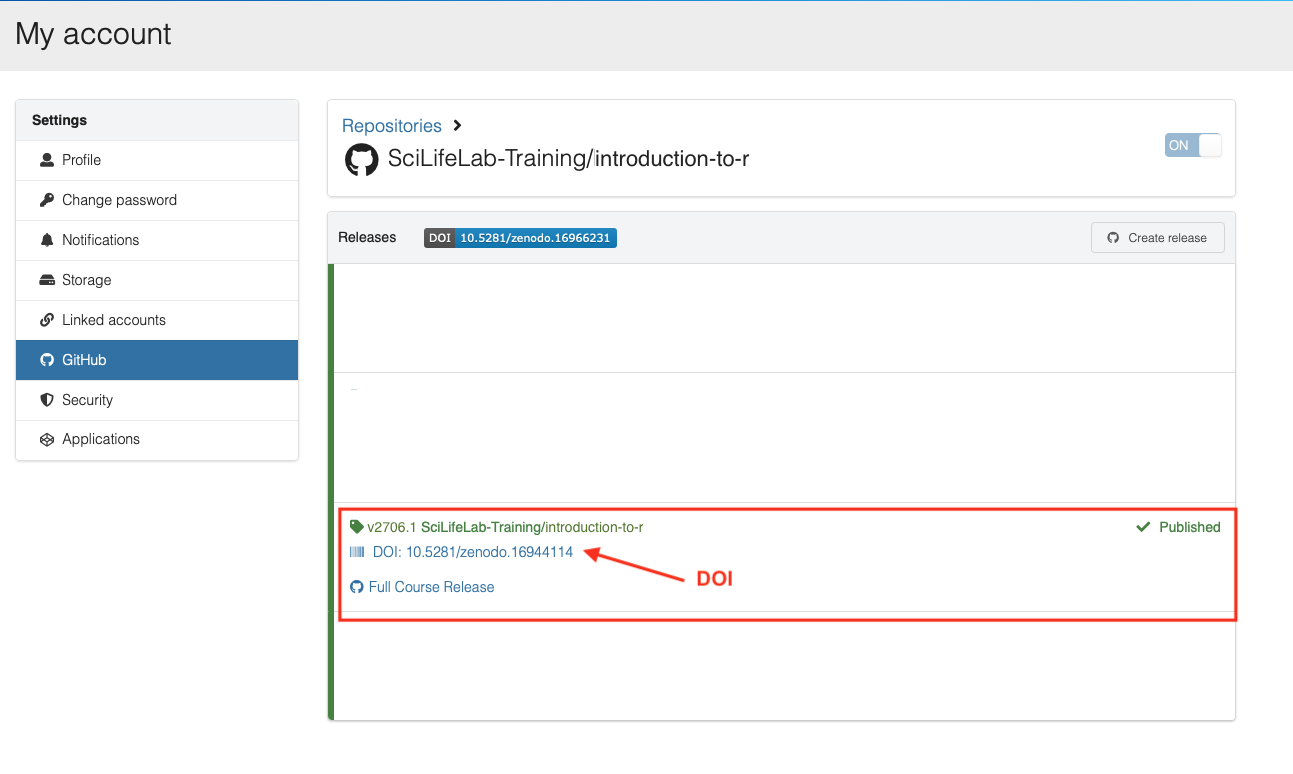 My account
Settings
Profile
Change password
Notifications
Storage
Linked accounts
GitHub
Security
Applications
Repositories
SciLifeLab-Training/introduction-to-r
ON
Releases
DOI 10.5281/zenodo.16966231
Create release
v2706.1 SciLifeLab-Training/introduction-to-r
Published
DOI: 10.5281/zenodo.16944114
DOI
Full Course Release